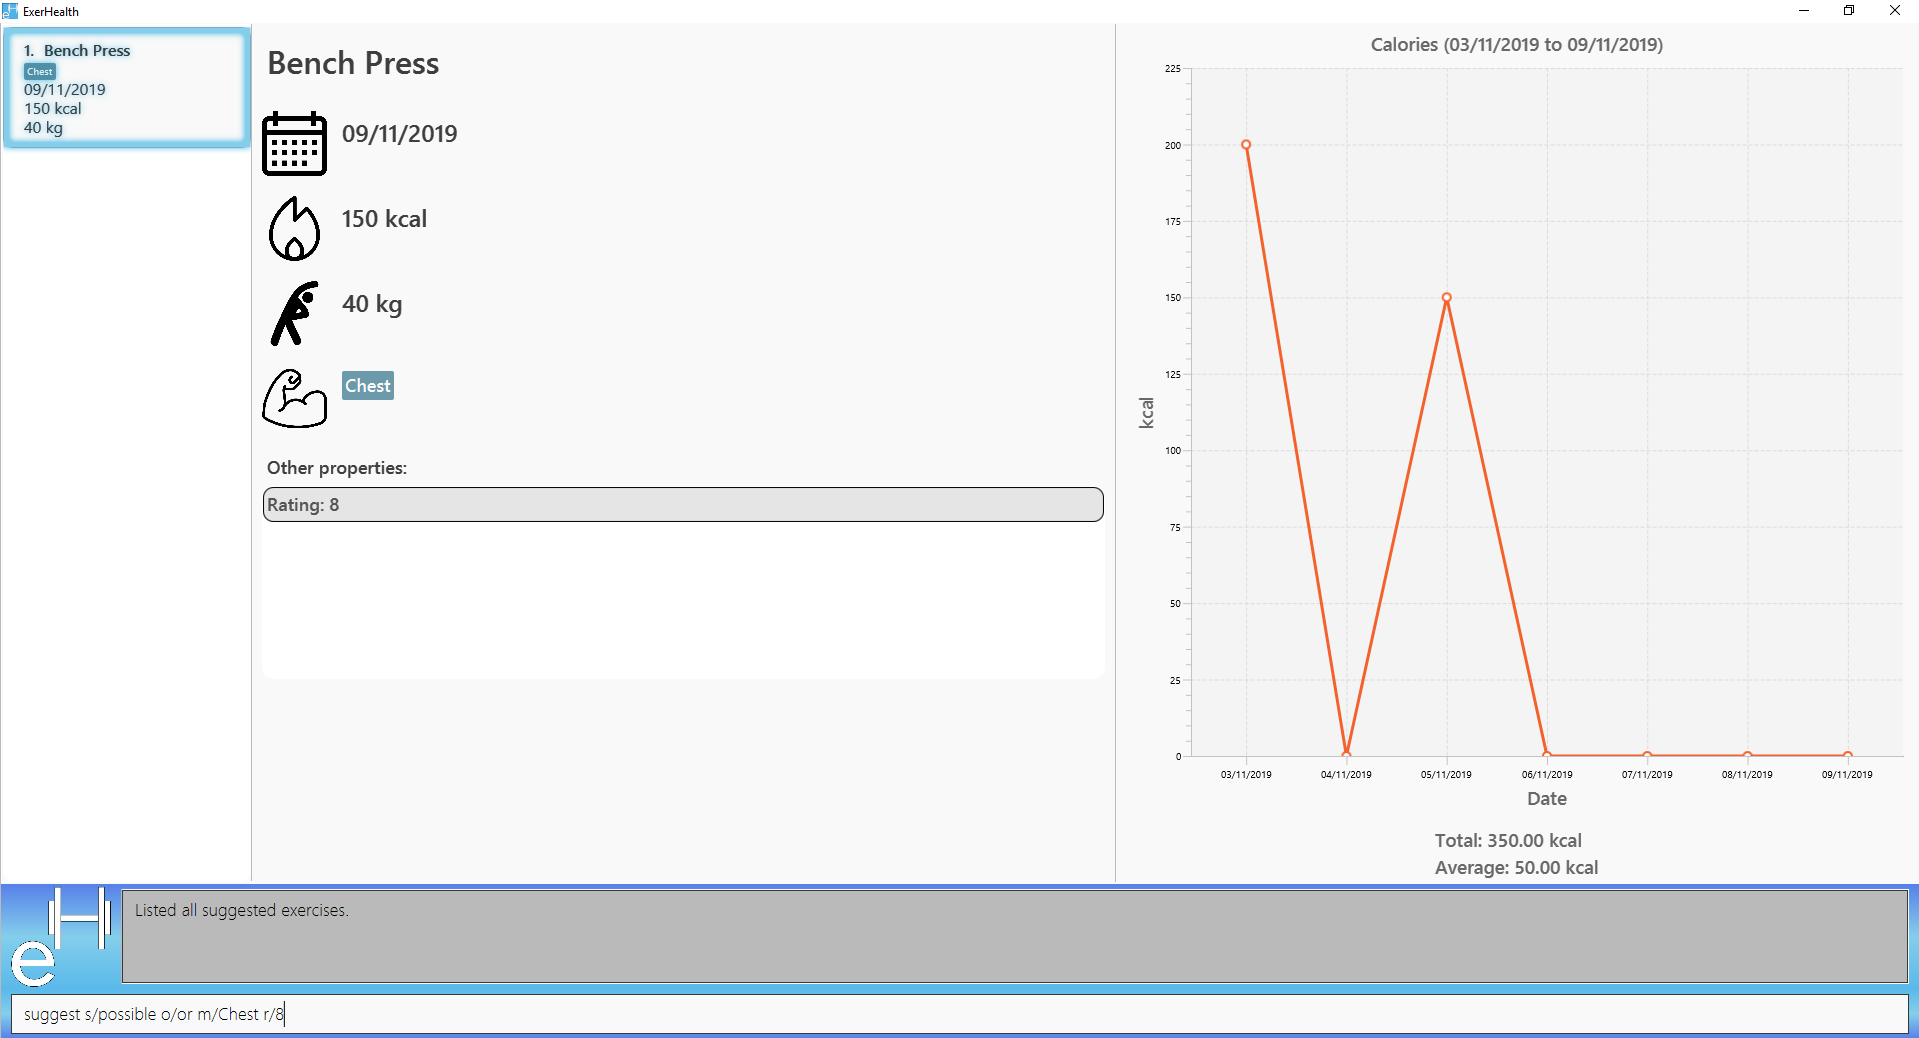 ExerHealth
1. Bench Press
Chest
09/11/2019
150 kcal
40 kg
Bench Press
09/11/2019
150 kcal
40 kg
Chest
Other properties:
Rating: 8
Calories (03/11/2019 to 09/11/2019)
225
200
175
150
125
100
75
50
25
0
kcal
03/11/2019 04/11/2019 05/11/2019 06/11/2019 07/11/2019 08/11/2019 09/11/2019
Date
Total: 350.00 kcal
Average: 50.00 kcal
eH
Listed all suggested exercises.
suggest s/possible o/or m/Chest r/8